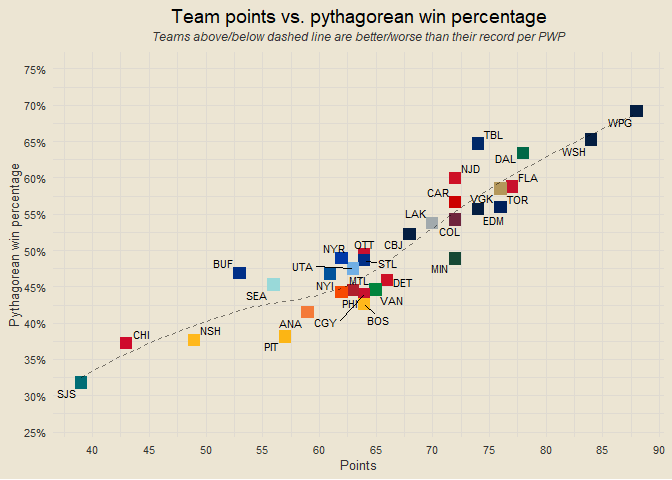 Team points vs. pythagorean win percentage
Teams above/below dashed line are better/worse than their record per PWP
75%
70%
65%
60%
55%
50%
45%
40%
35%
30%
25%
Pythagorean win percentage
WPG
TBL
WSH
DAL
NJD
FLA
CAR
VGK
TOR
LAK
EDM
COL
CBJ
OTT
NYR
STL
BUF
UTA
MIN
MTL
DET
NYI
SEA
PHI
VAN
ANA
CGY
BOS
CHI
NSH
PIT
SJS
40
45
50
55
60
65
70
75
80
85
90
Points